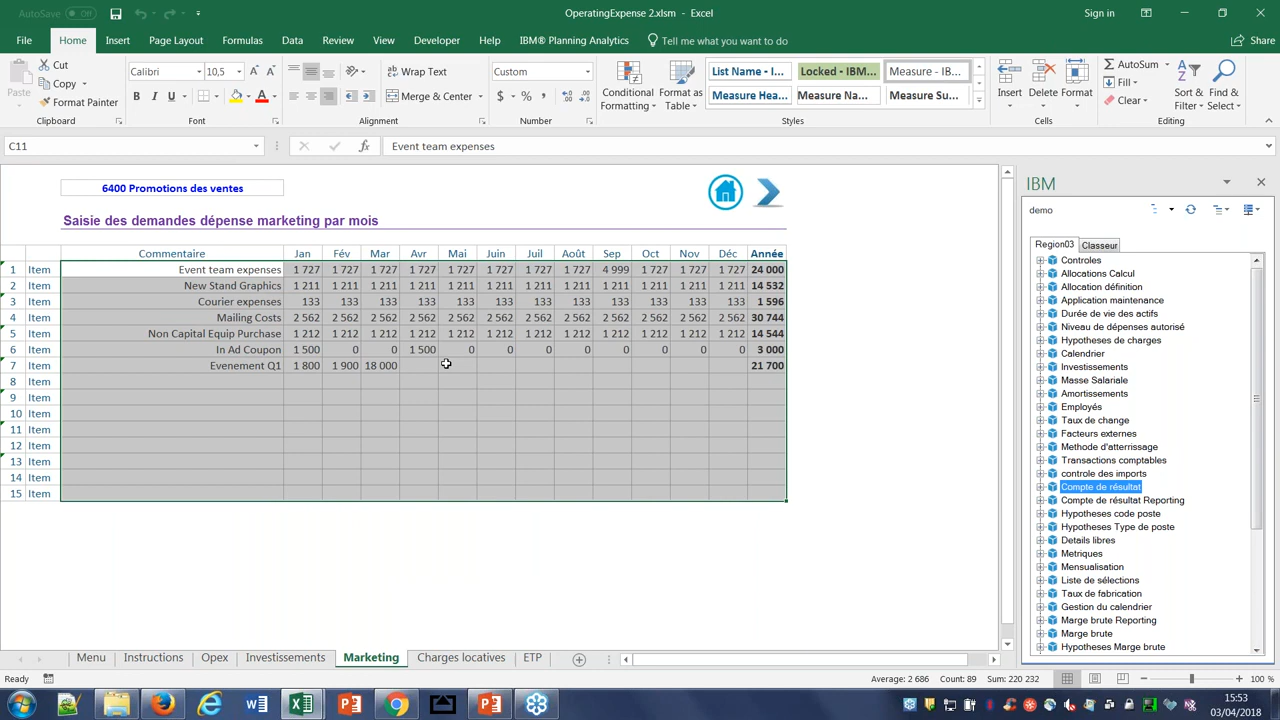 AutoSave Off OperatingExpense 2.xlsm - Excel Sign in
File Home Insert Page Layout Formulas Data Review View Developer Help IBM® Planning Analytics Tell me what you want to do Share
Paste Cut Copy Format Painter Clipboard
Calibri 10,5 A A B I U A Font
Wrap Text Merge & Center Alignment
Custom $ % , Number
Conditional Formatting Format as Table
List Name - I... Locked - IBM... Measure - IB...
Measure Hea... Measure Na... Measure Su...
Styles
Insert Delete Format Cells
AutoSum Fill Clear Sort & Filter Find & Select Editing
C11 fx Event team expenses
6400 Promotions des ventes
Saisie des demandes dépense marketing par mois
Commentaire Jan Fév Mar Avr Mai Juin Juil Août Sep Oct Nov Déc Année
1 Item Event team expenses 1 727 1 727 1 727 1 727 1 727 1 727 1 727 1 727 4 999 1 727 1 727 1 727 24 000
2 Item New Stand Graphics 1 211 1 211 1 211 1 211 1 211 1 211 1 211 1 211 1 211 1 211 1 211 1 211 14 532
3 Item Courier expenses 133 133 133 133 133 133 133 133 133 133 133 133 1 596
4 Item Mailing Costs 2 562 2 562 2 562 2 562 2 562 2 562 2 562 2 562 2 562 2 562 2 562 2 562 30 744
5 Item Non Capital Equip Purchase 1 212 1 212 1 212 1 212 1 212 1 212 1 212 1 212 1 212 1 212 1 212 1 212 14 544
6 Item In Ad Coupon 1 500 0 0 1 500 0 0 0 0 0 0 0 0 3 000
7 Item Evenement Q1 1 800 1 900 18 000 21 700
8 Item
9 Item
10 Item
11 Item
12 Item
13 Item
14 Item
15 Item
IBM
demo
Region03 Classeur
Controles
Allocations Calcul
Allocation définition
Application maintenance
Durée de vie des actifs
Niveau de dépenses autorisé
Hypotheses de charges
Calendrier
Investissements
Masse Salariale
Amortissements
Employés
Taux de change
Facteurs externes
Methode d'atterrissage
Transactions comptables
controle des imports
Compte de résultat
Compte de résultat Reporting
Hypotheses code poste
Hypotheses Type de poste
Details libres
Metriques
Mensualisation
Liste de sélections
Taux de fabrication
Gestion du calendrier
Marge brute Reporting
Marge brute
Hypotheses Marge brute
Menu Instructions Opex Investissements Marketing Charges locatives ETP
Ready Average: 2 686 Count: 89 Sum: 220 232 100 %
15:53
03/04/2018